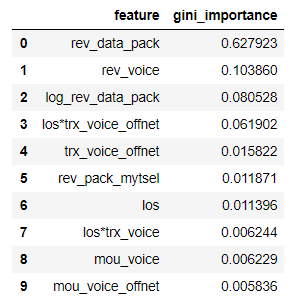 feature gini_importance
0 rev_data_pack 0.627923
1 rev_voice 0.103860
2 log_rev_data_pack 0.080528
3 los*trx_voice_offnet 0.061902
4 trx_voice_offnet 0.015822
5 rev_pack_mytsel 0.011871
6 los 0.011396
7 los*trx_voice 0.006244
8 mou_voice 0.006229
9 mou_voice_offnet 0.005836